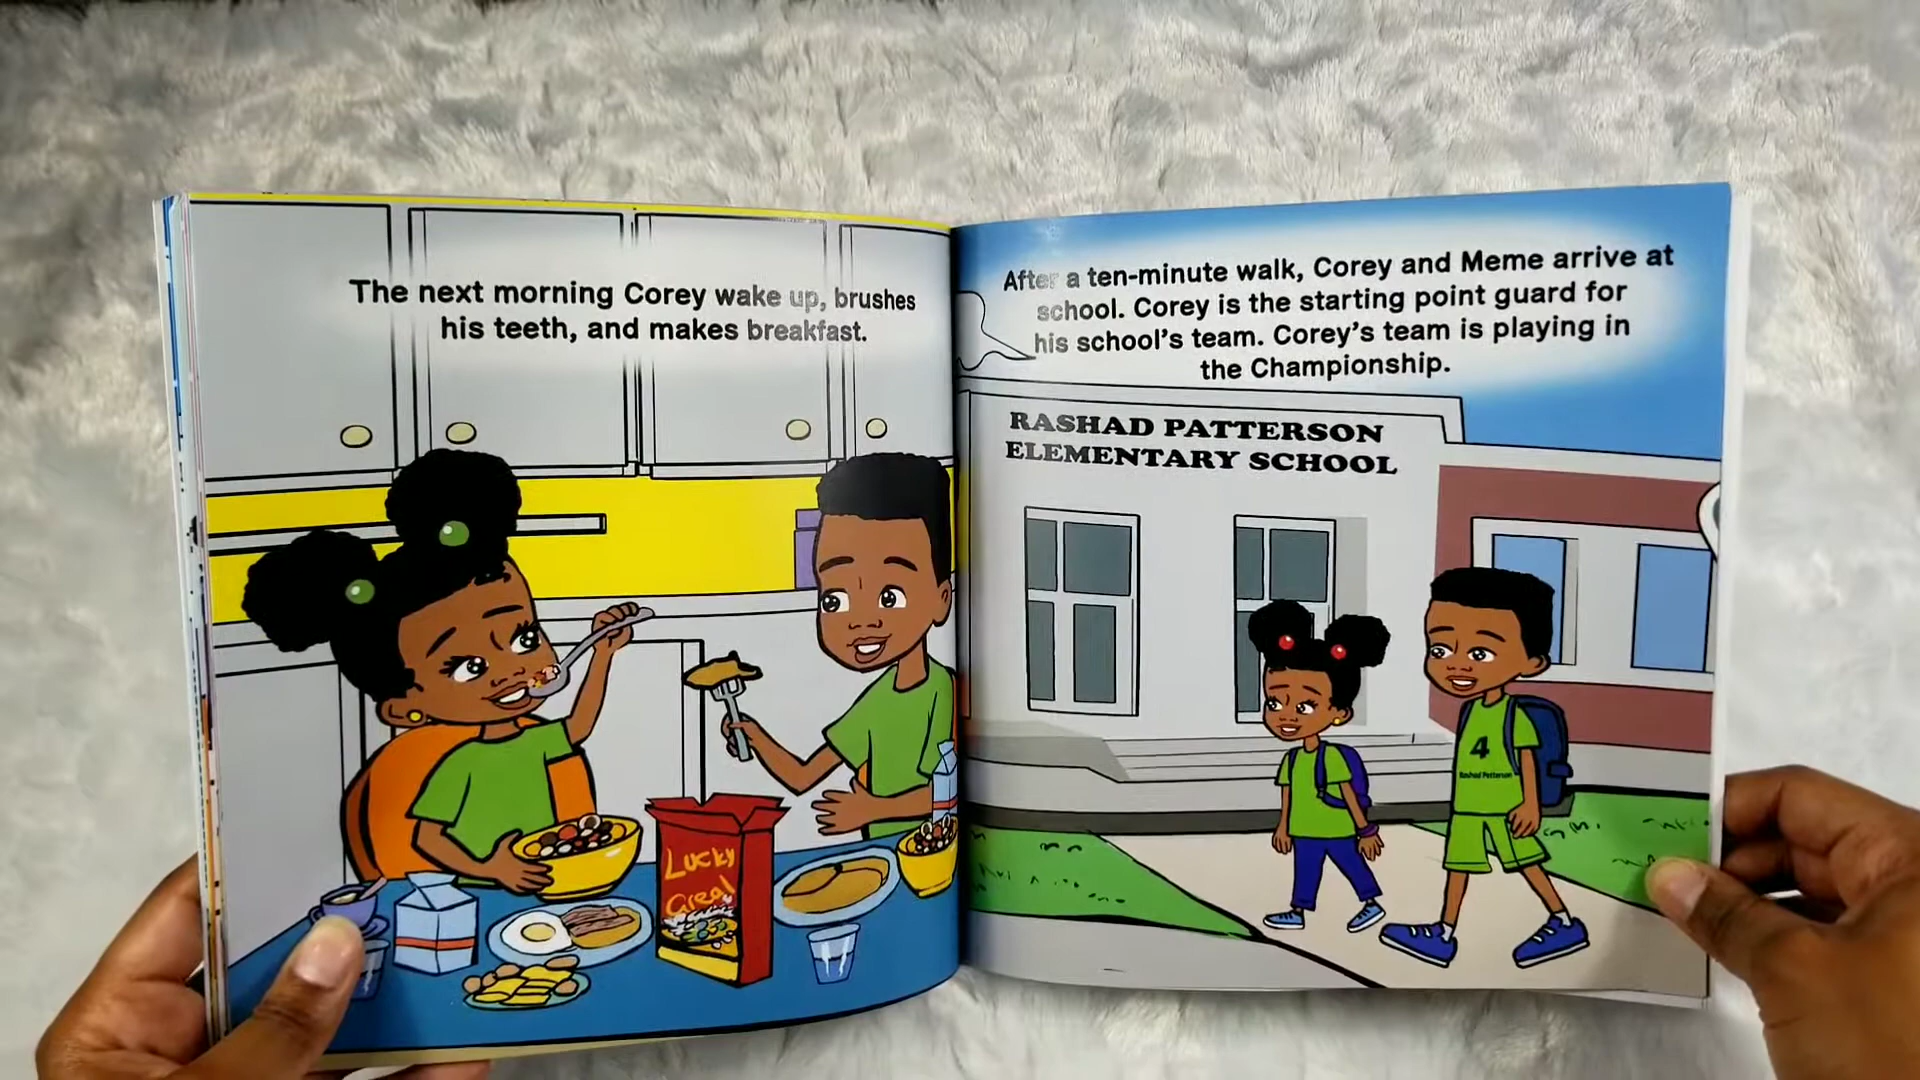 The next morning Corey wake up, brushes
his teeth, and makes breakfast.
After a ten-minute walk, Corey and Meme arrive at
school. Corey is the starting point guard for
his school's team. Corey's team is playing in
the Championship.
RASHAD PATTERSON
ELEMENTARY SCHOOL
4
Rashad Patterson
Lucky
Cireal